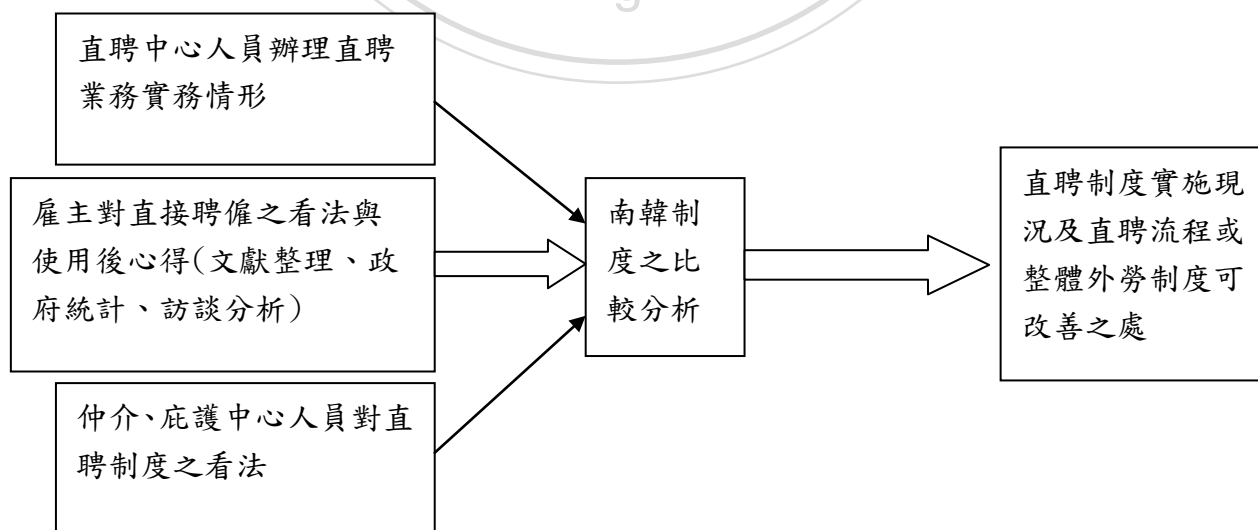 g
直聘中心人員辦理直聘
業務實務情形
雇主對直接聘僱之看法與
使用後心得(文獻整理、政
府統計、訪談分析)
仲介、庇護中心人員對直
聘制度之看法
南韓制
度之比
較分析
直聘制度實施現
況及直聘流程或
整體外勞制度可
改善之處